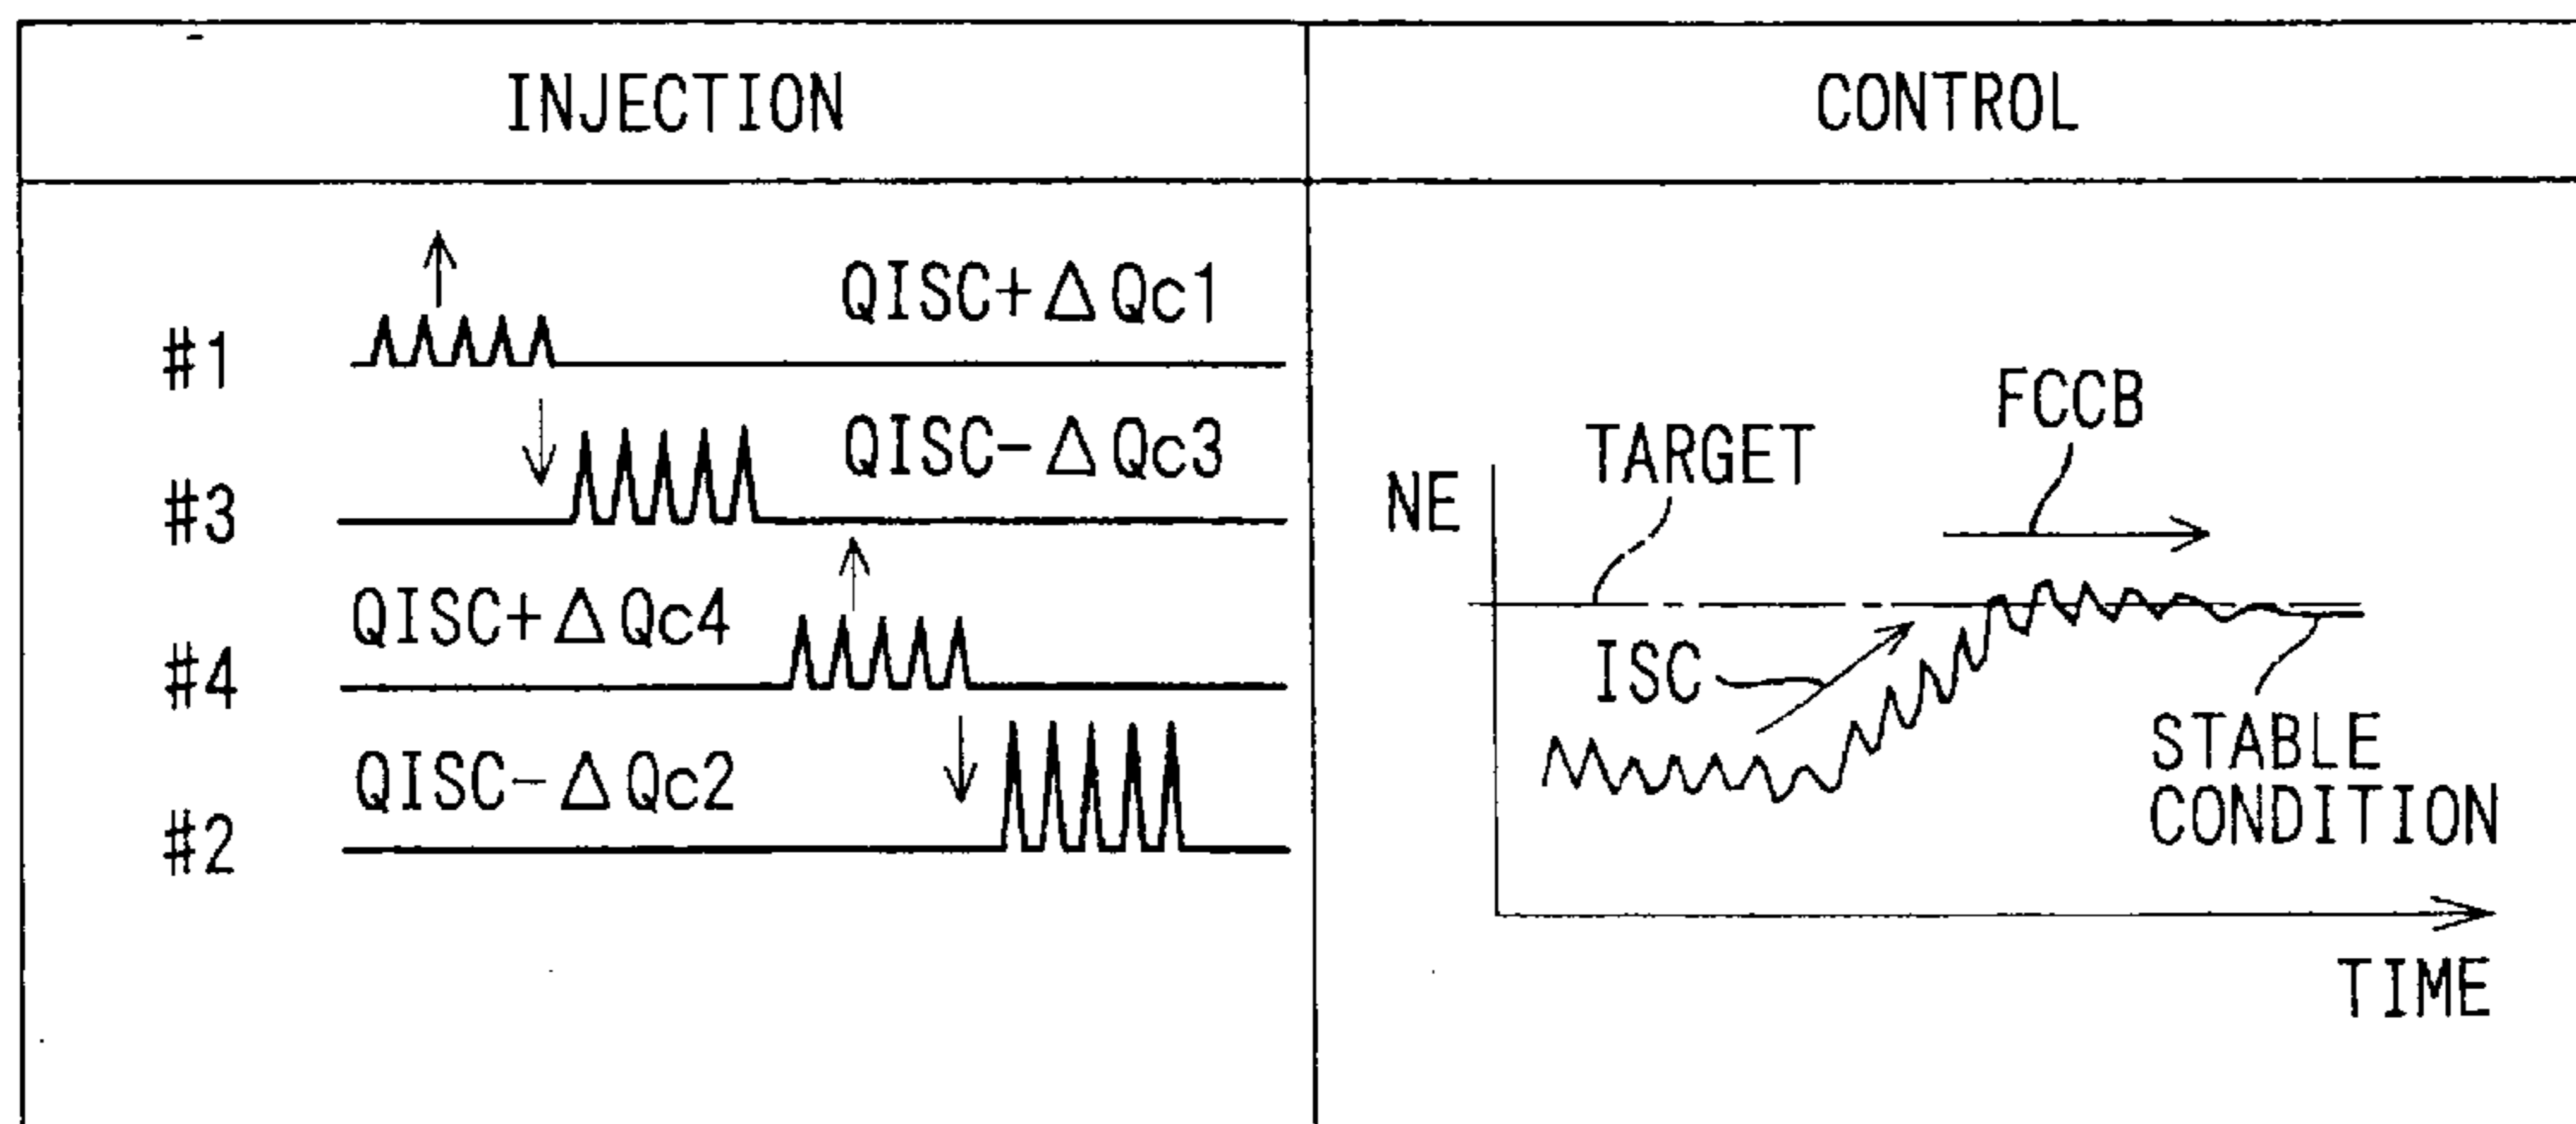 INJECTION
CONTROL
#1
QISC+ΔQc1
#3
QISC-ΔQc3
#4
QISC+ΔQc4
#2
QISC-ΔQc2
FCCB
TARGET
NE
ISC
STABLE
CONDITION
TIME